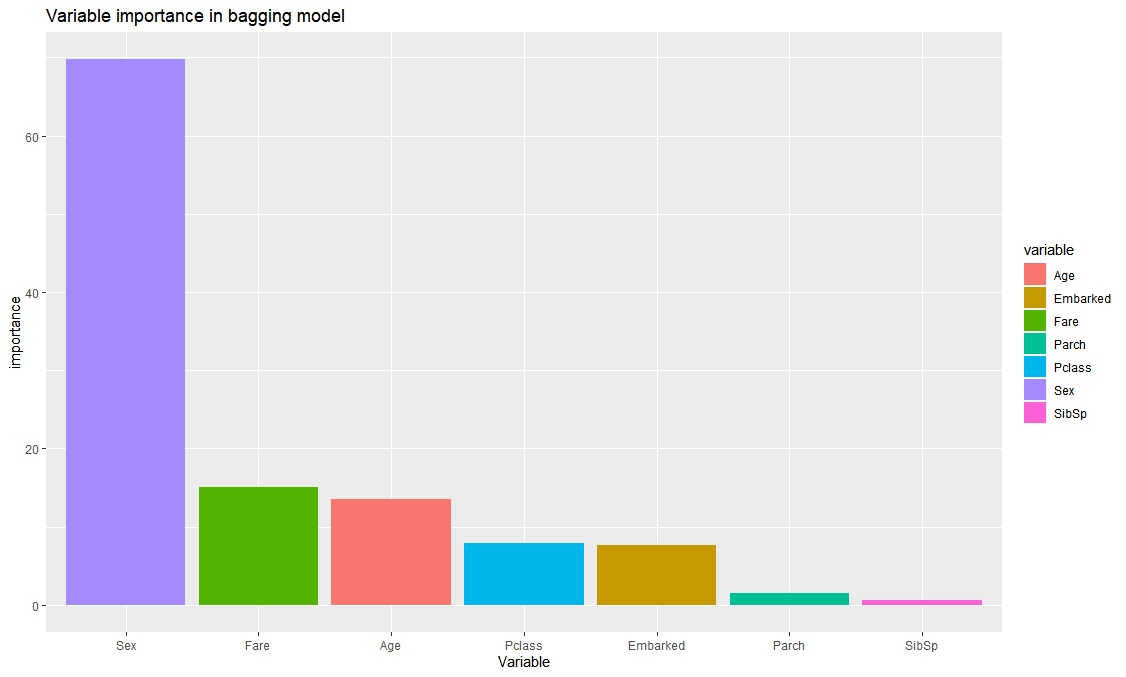 Variable importance in bagging model
importance
60
40
20
0
Sex
Fare
Age
Pclass
Embarked
Parch
SibSp
Variable
variable
Age
Embarked
Fare
Parch
Pclass
Sex
SibSp